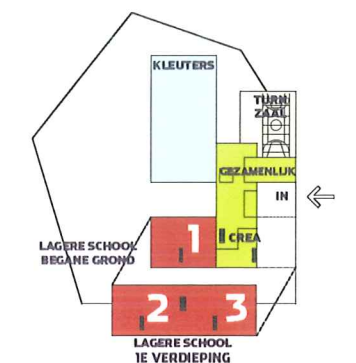 KLEUTERS
TURN
ZAAL
GEZAMENLIJK
IN
1
CREA
LAGERE SCHOOL
BEGANE GROND
2
3
LAGERE SCHOOL
1E VERDIEPING